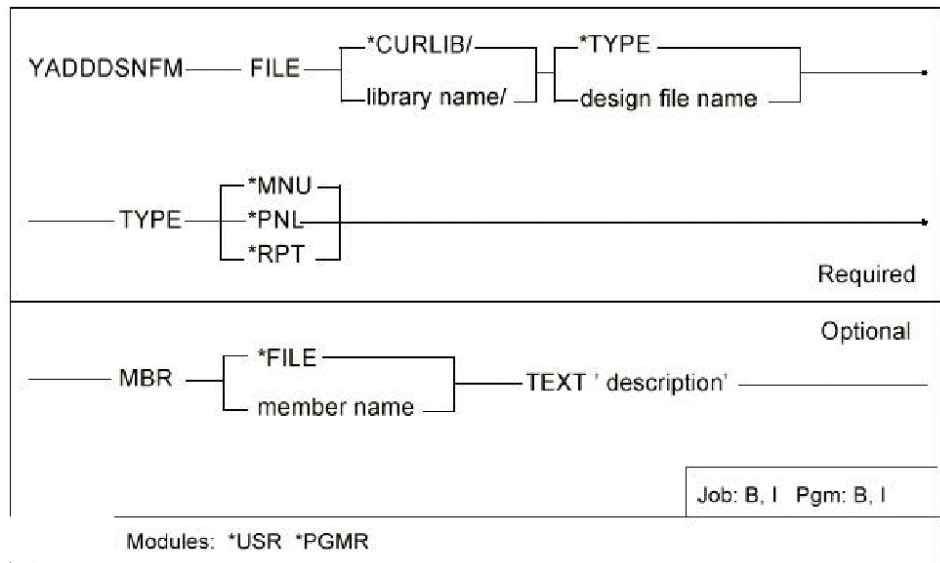 *CURLIB/ *TYPE
YADDDSNFM FILE
library name/ design file name
*MNU
TYPE *PNL
*RPT
Required
Optional
*FILE
MBR TEXT ' description'
member name
Job: B, I Pgm: B, I
Modules: *USR *PGMR